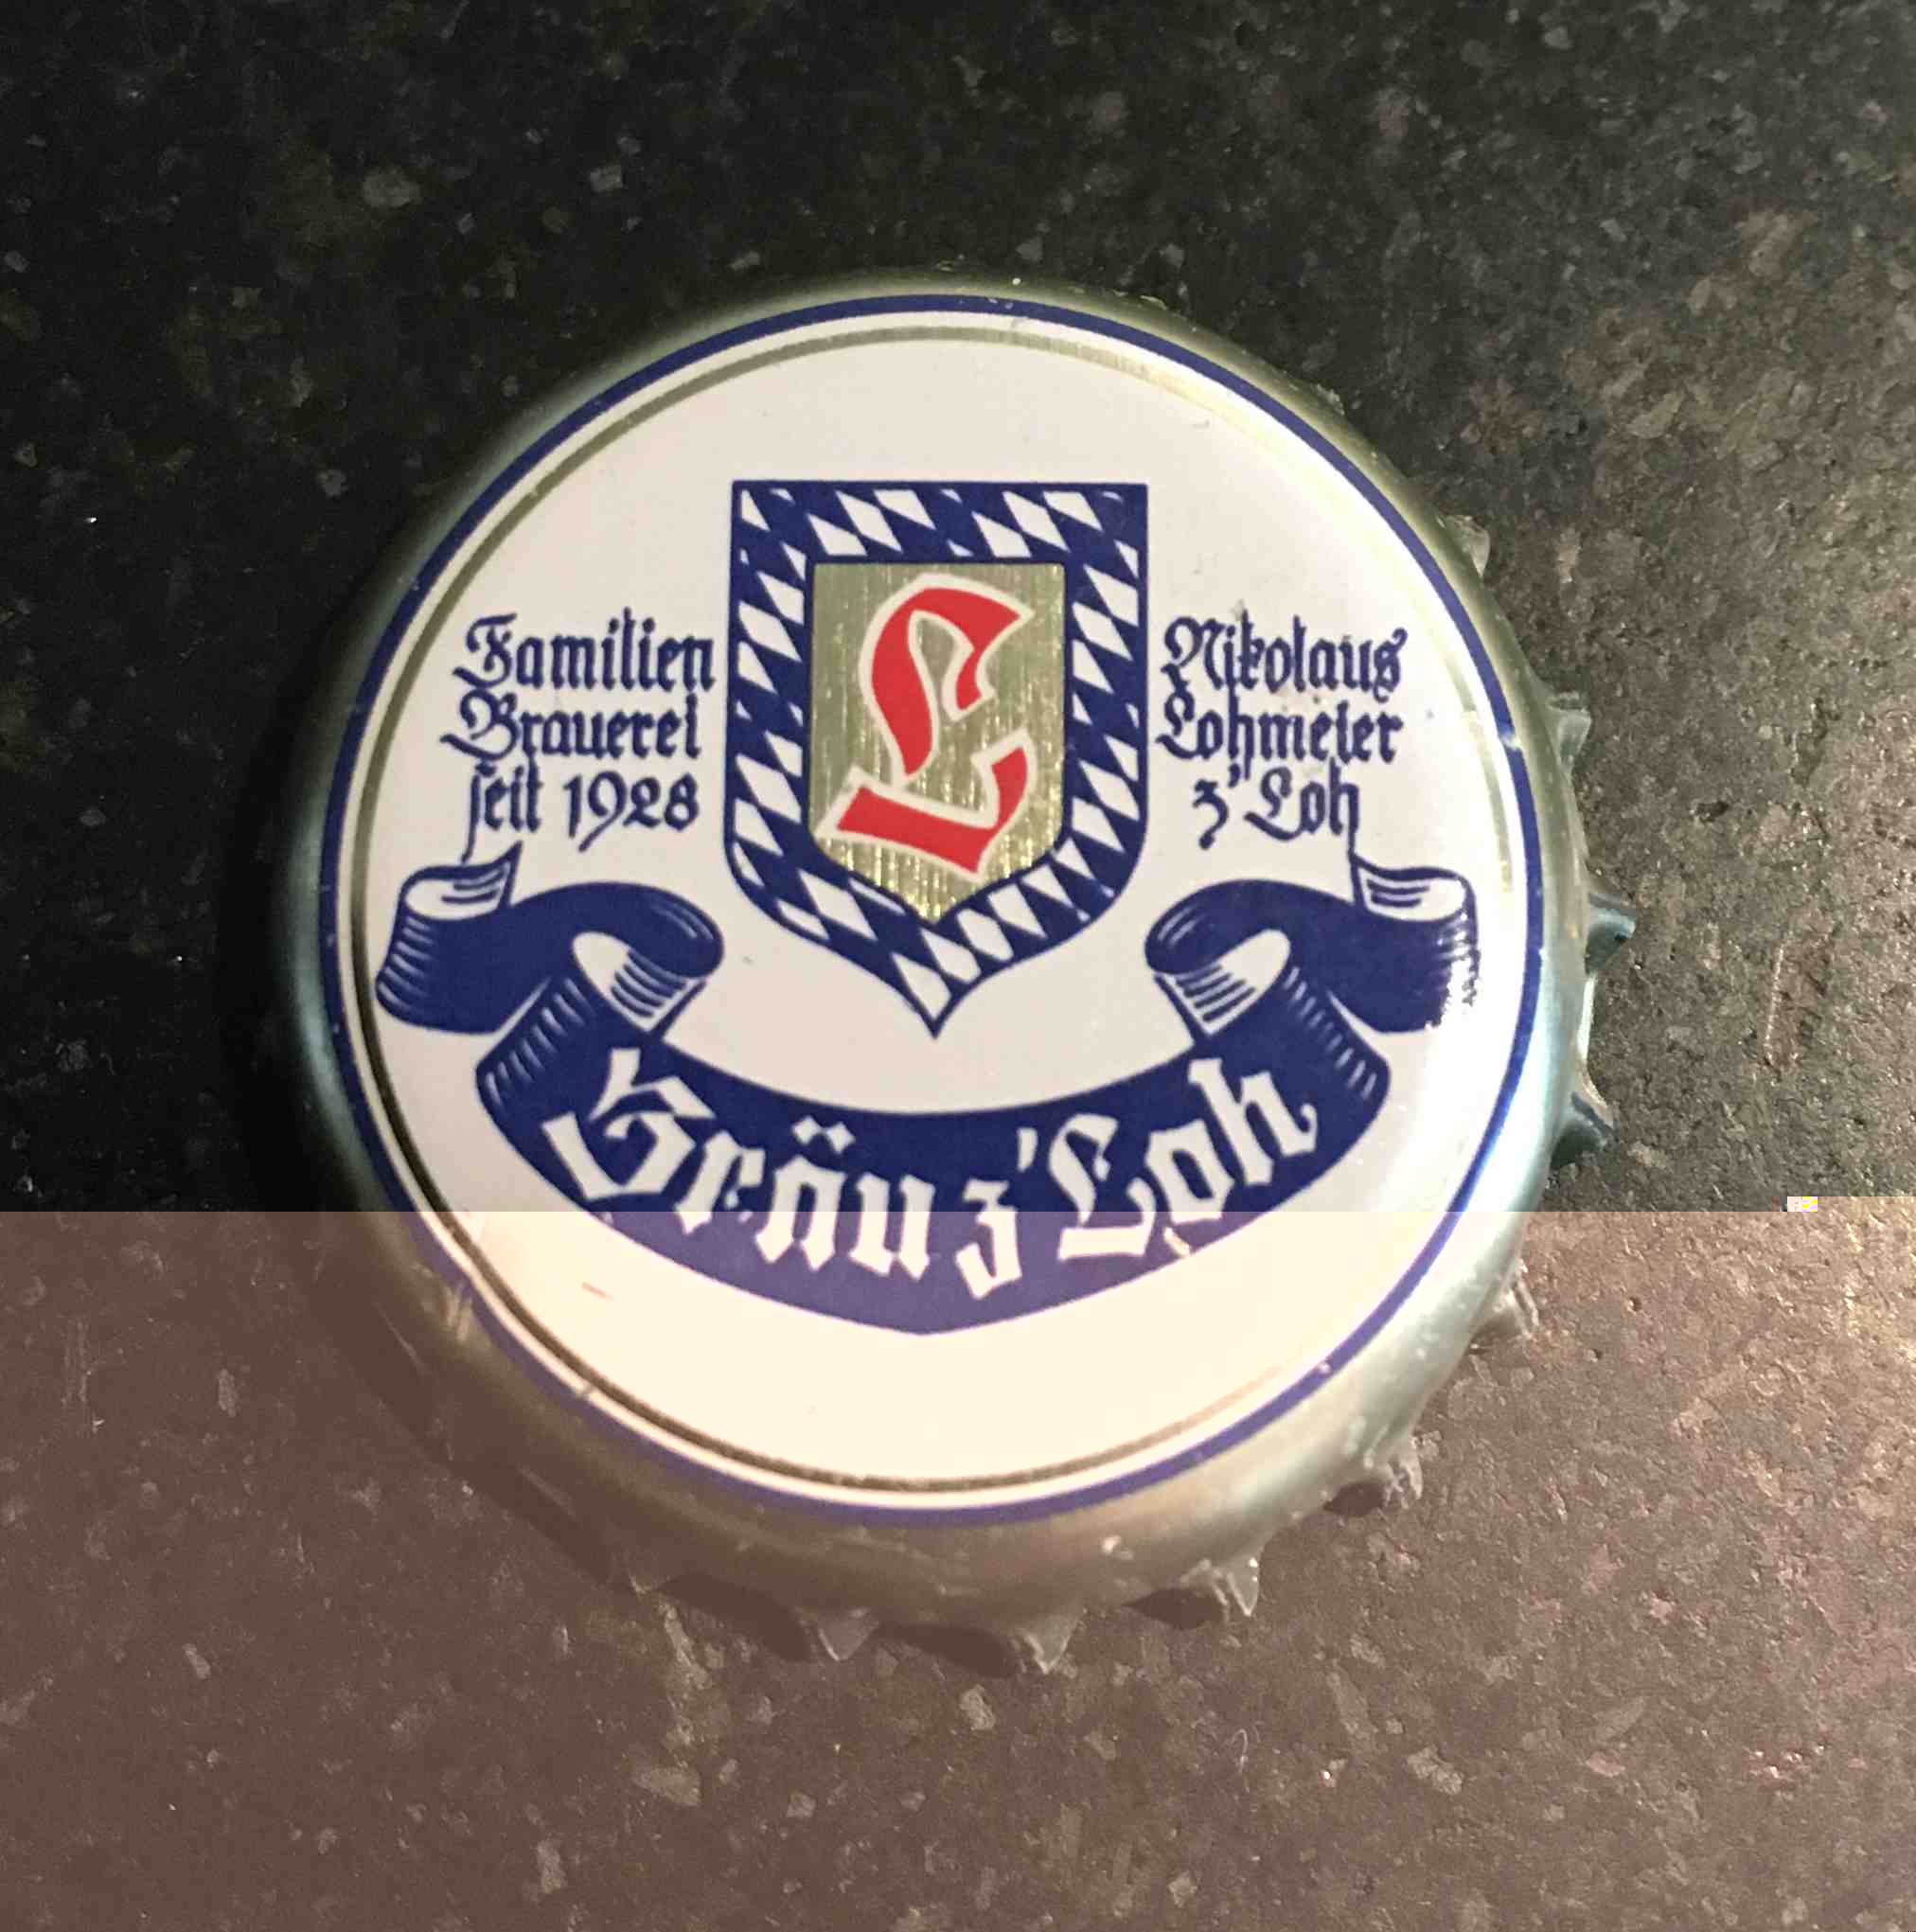 L
Familien
Brauerei
seit 1928
Nikolaus
Lohmeier
z'Loh
Bräu z'Loh